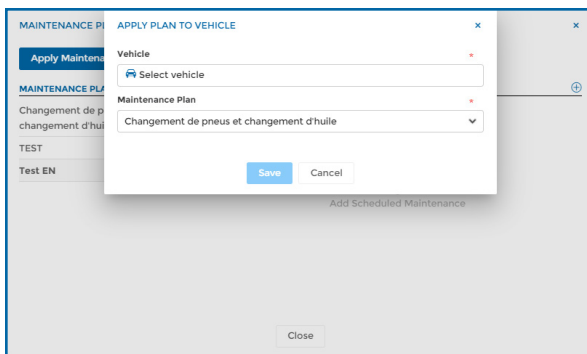 MAINTENANCE PL
APPLY PLAN TO VEHICLE
×
×
Apply Maintena
Vehicle *
Select vehicle
MAINTENANCE PLA
Maintenance Plan *
Changement de p
changement d'hui
Changement de pneus et changement d'huile
TEST
Test EN
Save Cancel
Add Scheduled Maintenance
Close